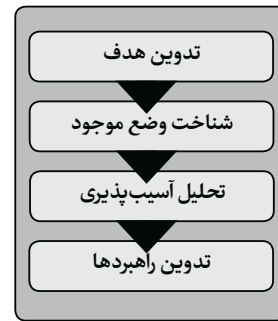 تدوین هدف
شناخت وضع موجود
تحلیل آسیب‌پذیری
تدوین راهبردها